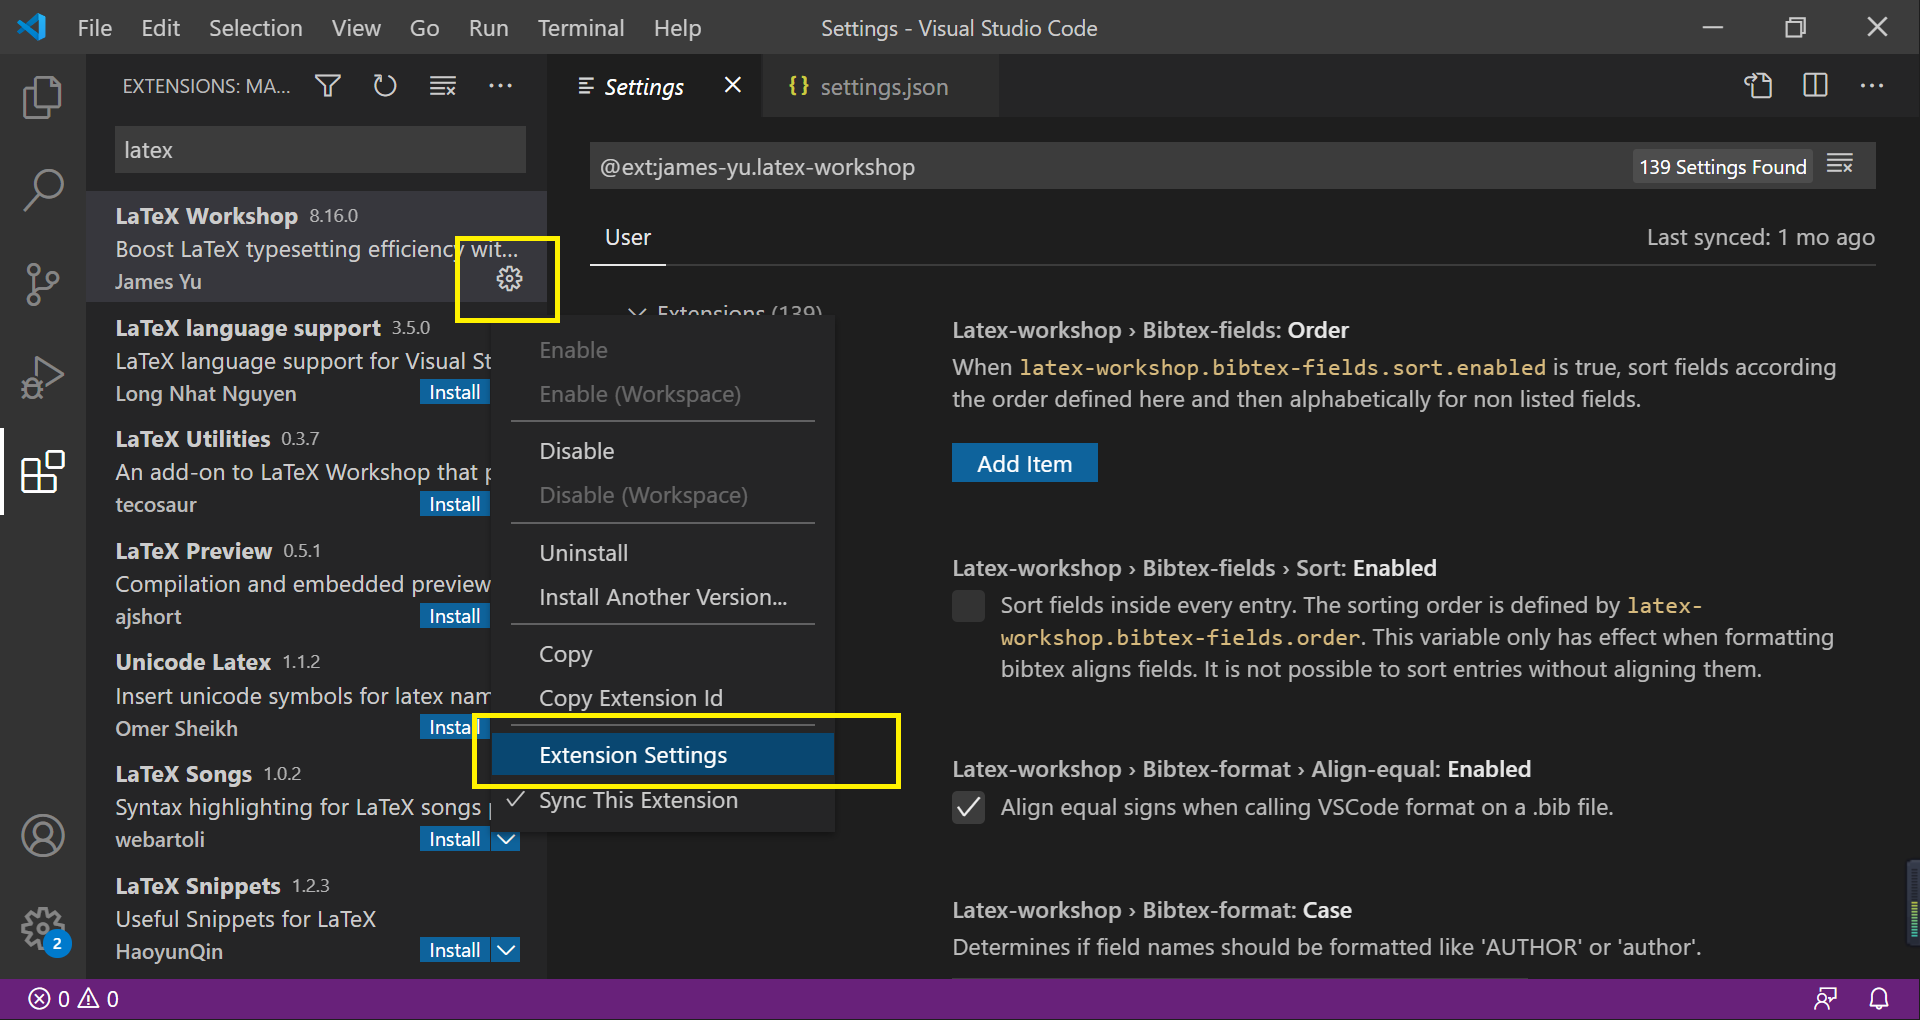 File Edit Selection View Go Run Terminal Help
Settings - Visual Studio Code
EXTENSIONS: MA...
latex
LaTeX Workshop 8.16.0
Boost LaTeX typesetting efficiency wit...
James Yu
LaTeX language support 3.5.0
LaTeX language support for Visual St
Long Nhat Nguyen
Install
LaTeX Utilities 0.3.7
An add-on to LaTeX Workshop that p
tecosaur
Install
LaTeX Preview 0.5.1
Compilation and embedded preview
ajshort
Install
Unicode Latex 1.1.2
Insert unicode symbols for latex nam
Omer Sheikh
Install
LaTeX Songs 1.0.2
Syntax highlighting for LaTeX songs p
webartoli
Install
LaTeX Snippets 1.2.3
Useful Snippets for LaTeX
HaoyunQin
Install
2
Enable
Enable (Workspace)
Disable
Disable (Workspace)
Uninstall
Install Another Version...
Copy
Copy Extension Id
Extension Settings
✓ Sync This Extension
Settings
{} settings.json
@ext:james-yu.latex-workshop
139 Settings Found
User
Last synced: 1 mo ago
Extensions (139)
Latex-workshop › Bibtex-fields: Order
When latex-workshop.bibtex-fields.sort.enabled is true, sort fields according
the order defined here and then alphabetically for non listed fields.
Add Item
Latex-workshop › Bibtex-fields › Sort: Enabled
Sort fields inside every entry. The sorting order is defined by latex-
workshop.bibtex-fields.order. This variable only has effect when formatting
bibtex aligns fields. It is not possible to sort entries without aligning them.
Latex-workshop › Bibtex-format › Align-equal: Enabled
Align equal signs when calling VSCode format on a .bib file.
Latex-workshop › Bibtex-format: Case
Determines if field names should be formatted like 'AUTHOR' or 'author'.
0 0